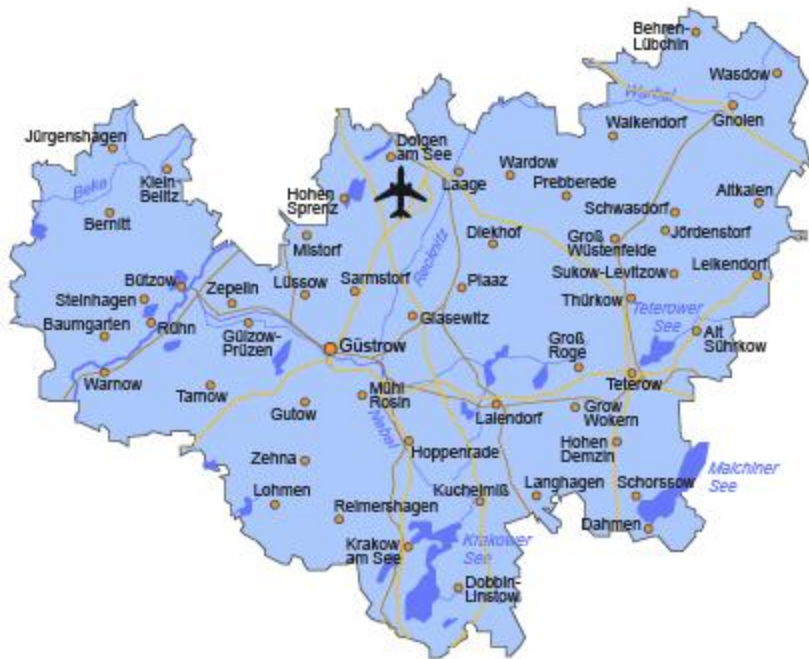 Behren-
Lübchin
Wasdow
Warbel
Gnoien
Walkendorf
Jürgenshagen
Dolgen
am See
Laage
Wardow
Prebberede
Klein-
Belitz
Beke
Hohen
Sprenz
Altkalen
Schwasdorf
Bernitt
Mistorf
Recknitz
Diekhof
Groß
Wüstenfelde
Jördenstorf
Sukow-Levitzow
Lelkendorf
Bützow
Zepelin
Lüssow
Sarmstorf
Plaaz
Thürkow
Steinhagen
Teterower
See
Baumgarten
Rühn
Gülzow-
Prüzen
Glasewitz
Alt
Sührkow
Güstrow
Groß
Roge
Warnow
Tarnow
Mühl
Rosin
Teterow
Gutow
Lalendorf
Grow
Wokern
Nebel
Hoppenrade
Hohen
Demzin
Zehna
Malchiner
See
Lohmen
Kuchelmiß
Langhagen
Schorssow
Reimershagen
Dahmen
Krakow
am See
Krakower
See
Dobbin-
Linstow